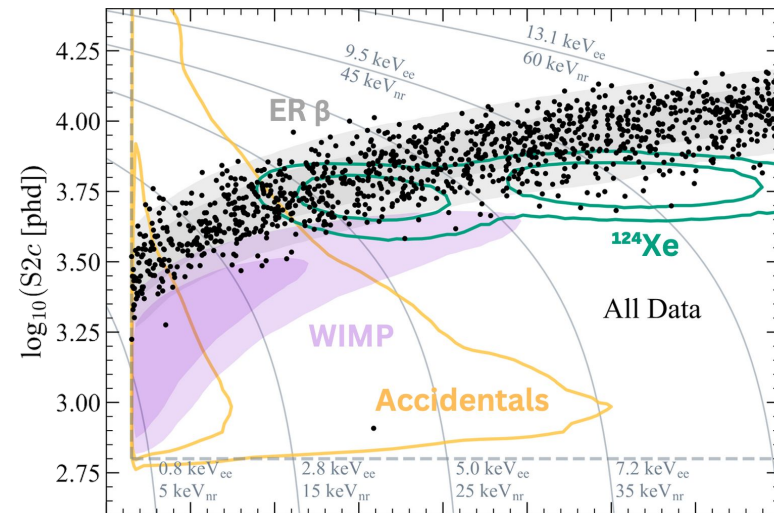 4.25
4.00
3.75
3.50
3.25
3.00
2.75
log₁₀(S2c [phd])
9.5 keVₑₑ
45 keVₙᵣ
13.1 keVₑₑ
60 keVₙᵣ
ER β
¹²⁴Xe
All Data
WIMP
Accidentals
0.8 keVₑₑ
5 keVₙᵣ
2.8 keVₑₑ
15 keVₙᵣ
5.0 keVₑₑ
25 keVₙᵣ
7.2 keVₑₑ
35 keVₙᵣ